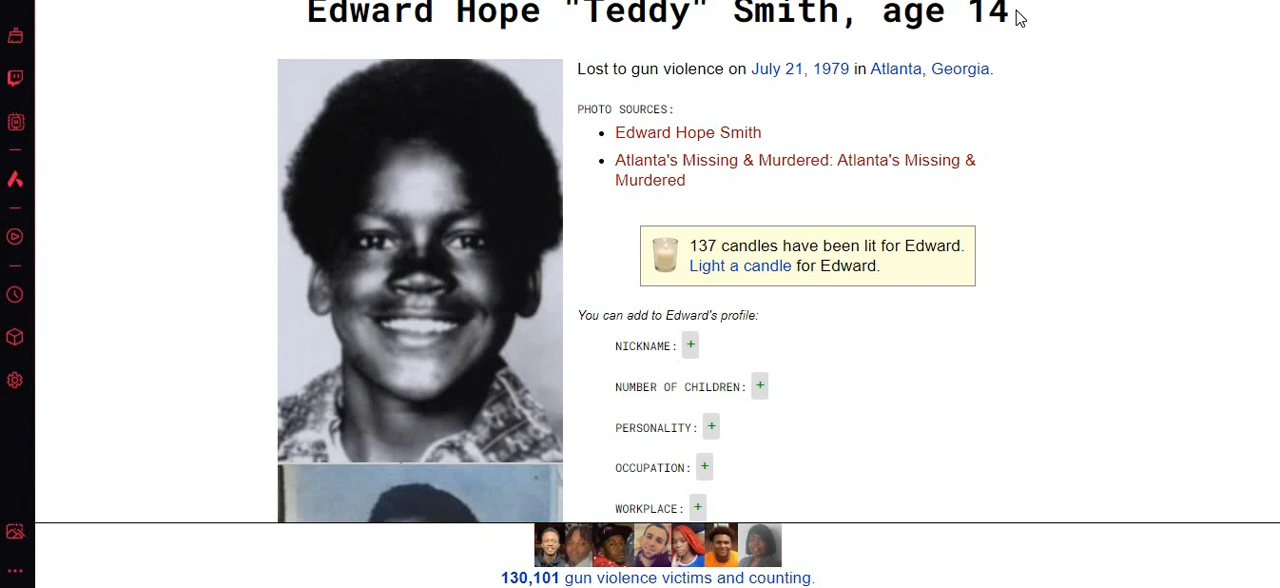 Edward Hope "Teddy" Smith, age 14
Lost to gun violence on July 21, 1979 in Atlanta, Georgia.
PHOTO SOURCES:
• Edward Hope Smith
• Atlanta's Missing & Murdered: Atlanta's Missing &
Murdered
137 candles have been lit for Edward.
Light a candle for Edward.
You can add to Edward's profile:
NICKNAME: +
NUMBER OF CHILDREN: +
PERSONALITY: +
OCCUPATION: +
WORKPLACE: +
130,101 gun violence victims and counting.